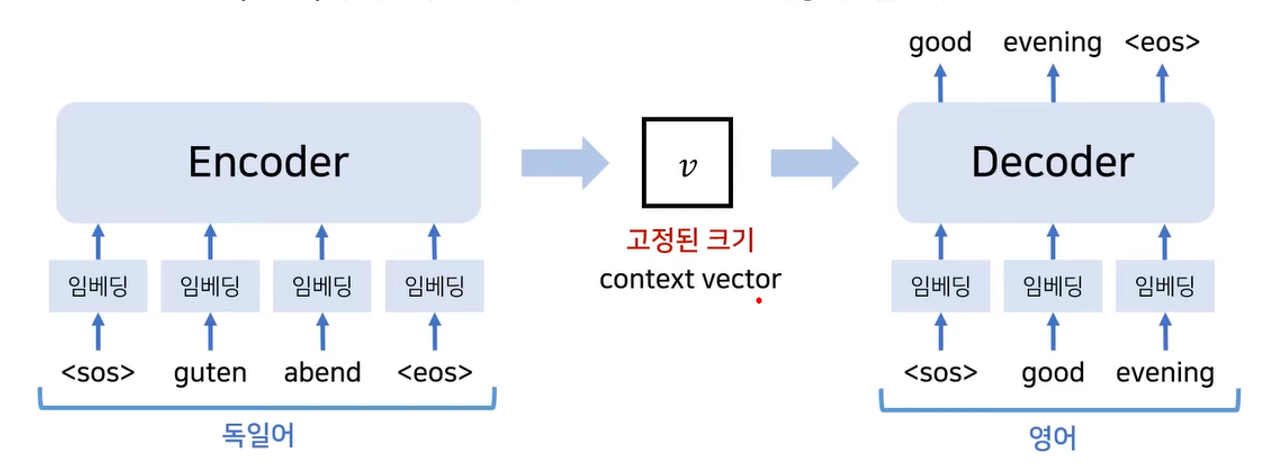 good evening <eos>
Encoder
v
Decoder
고정된 크기
context vector
임베딩 임베딩 임베딩 임베딩
임베딩 임베딩 임베딩
<sos> guten abend <eos>
<sos> good evening
독일어
영어